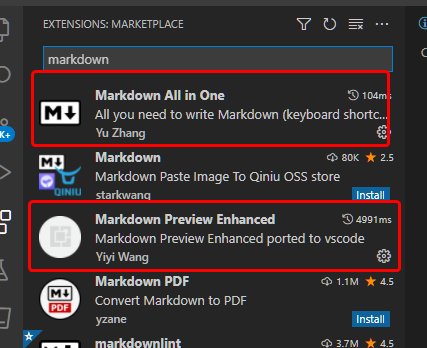 EXTENSIONS: MARKETPLACE
markdown
Markdown All in One 104ms
All you need to write Markdown (keyboard shortc...
Yu Zhang
Markdown 80K 2.5
Markdown Paste Image To Qiniu OSS store
starkwang Install
QINIU
Markdown Preview Enhanced 4991ms
Markdown Preview Enhanced ported to vscode
Yiyi Wang
Markdown PDF 1.1M 4.5
Convert Markdown to PDF
yzane Install
PDF
markdownlint 3.7M 4.5
K+